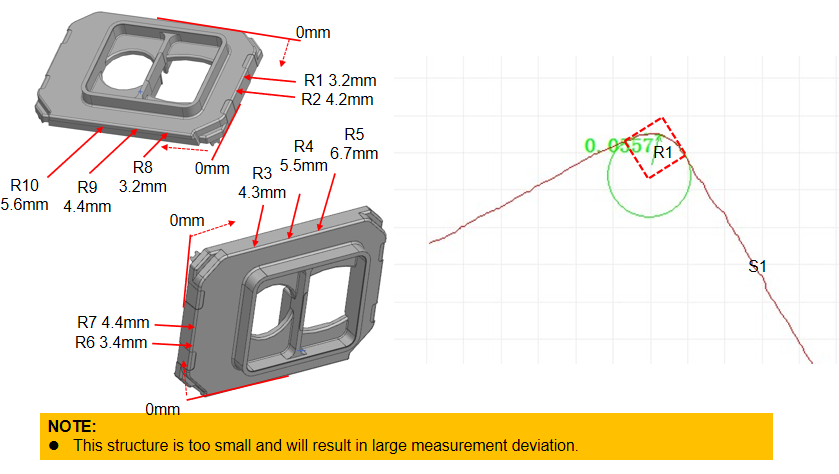 0mm
R1 3.2mm
R2 4.2mm
R8
3.2mm
0mm
R9
4.4mm
R10
5.6mm
R3
4.3mm
R4
5.5mm
R5
6.7mm
0mm
R7 4.4mm
R6 3.4mm
0mm
0.0557
R1
S1
NOTE:
● This structure is too small and will result in large measurement deviation.